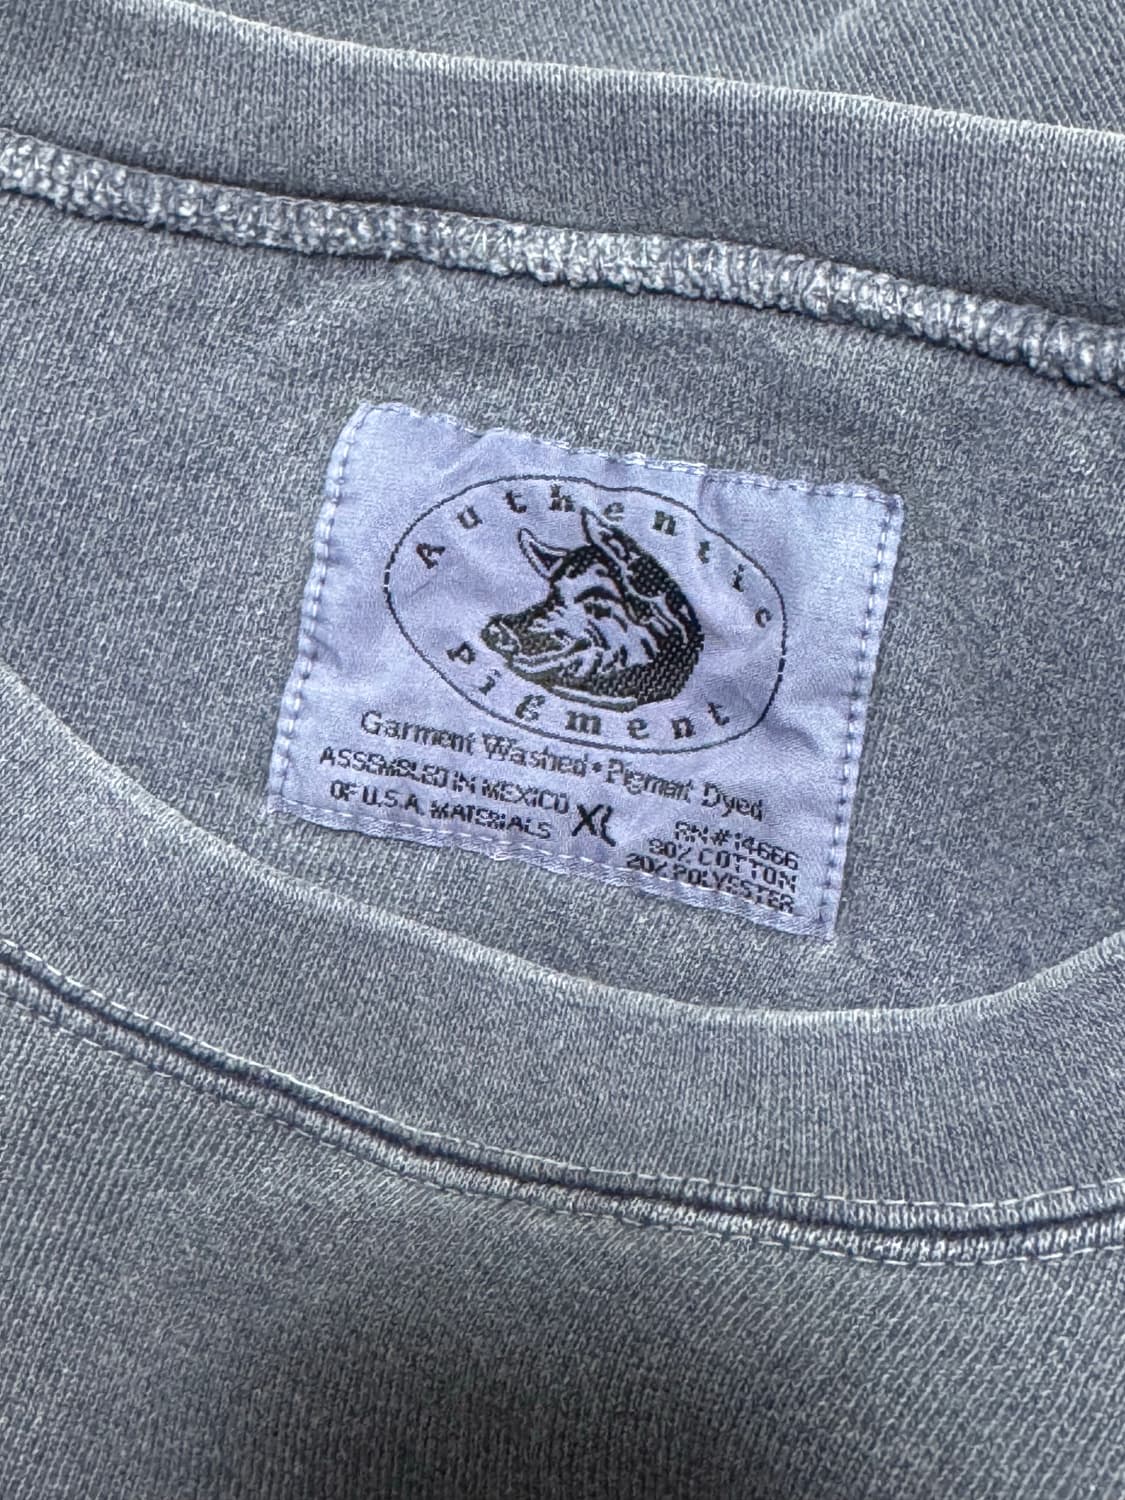 Authentic
Pigment
Garment Washed • Pigment Dyed
ASSEMBLED IN MEXICO
OF U.S.A. MATERIALS
XL
RN#14666
80% COTTON
20% POLYESTER